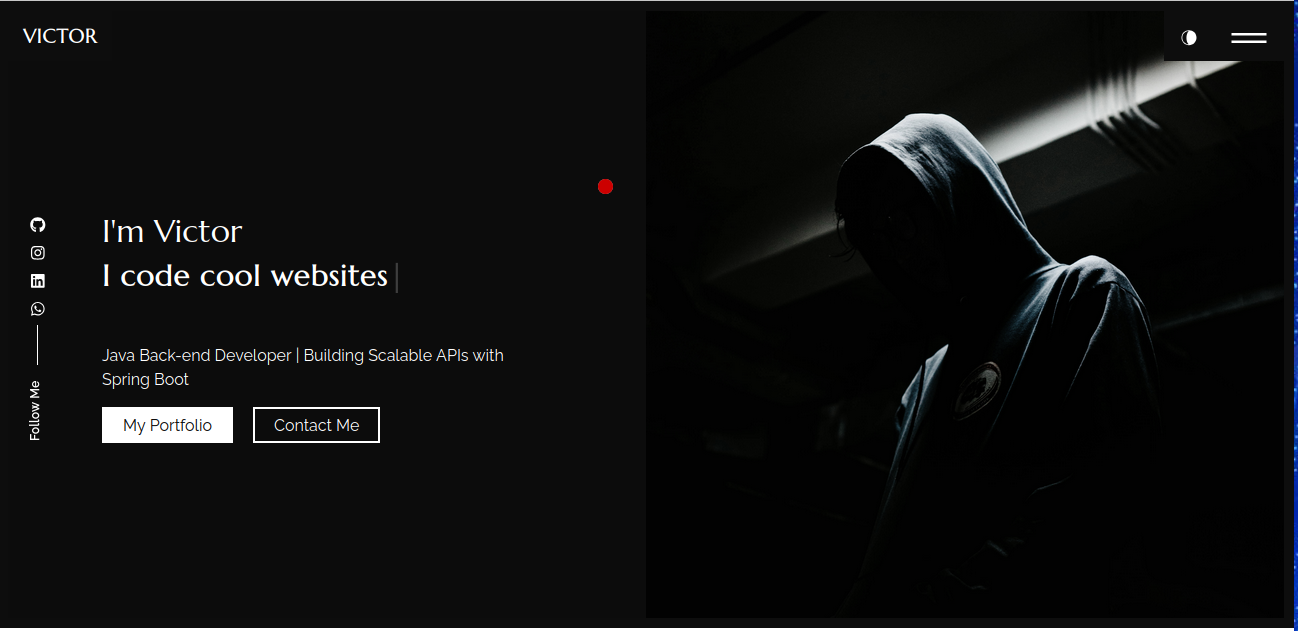 VICTOR
I'm Victor
I code cool websites
Java Back-end Developer | Building Scalable APIs with
Spring Boot
My Portfolio
Contact Me
Follow Me